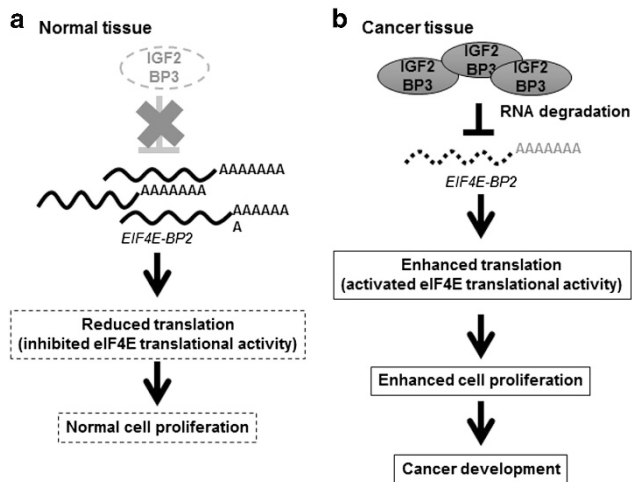 a Normal tissue
IGF2
BP3
AAAAAAA
AAAAAAA
AAAAAA
A
EIF4E-BP2
Reduced translation
(inhibited eIF4E translational activity)
Normal cell proliferation
b Cancer tissue
IGF2
BP3
IGF2
BP3
IGF2
BP3
RNA degradation
AAAAAAA
EIF4E-BP2
Enhanced translation
(activated eIF4E translational activity)
Enhanced cell proliferation
Cancer development